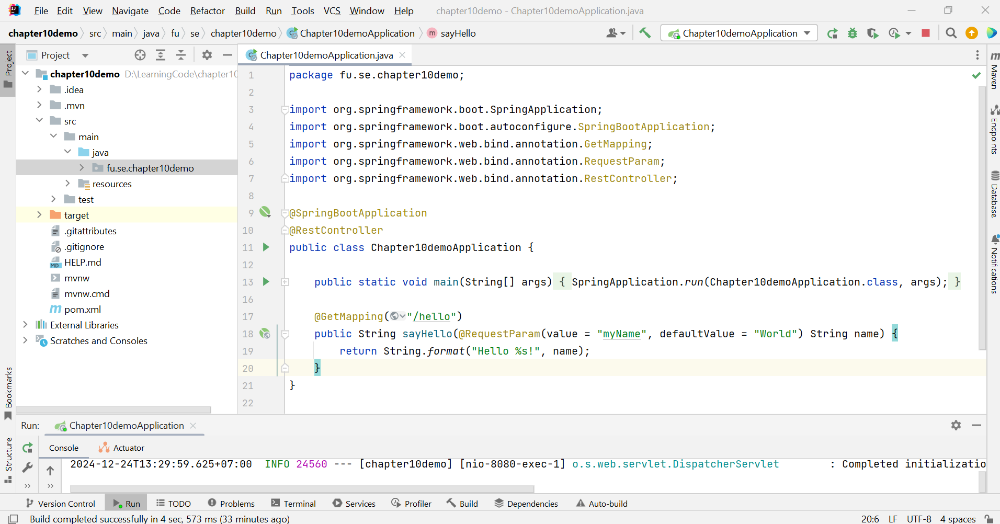 File Edit View Navigate Code Refactor Build Run Tools VCS Window Help chapter10demo - Chapter10demoApplication.java
chapter10demo src main java fu se chapter10demo Chapter10demoApplication m sayHello Chapter10demoApplication
Project
Project
Chapter10demoApplication.java
chapter10demo D:\LearningCode\chapter10
.idea
.mvn
src
main
java
fu.se.chapter10demo
resources
test
target
.gitattributes
.gitignore
HELP.md
mvnw
mvnw.cmd
pom.xml
External Libraries
Scratches and Consoles
1 package fu.se.chapter10demo;
2
3 import org.springframework.boot.SpringApplication;
4 import org.springframework.boot.autoconfigure.SpringBootApplication;
5 import org.springframework.web.bind.annotation.GetMapping;
6 import org.springframework.web.bind.annotation.RequestParam;
7 import org.springframework.web.bind.annotation.RestController;
8
9 @SpringBootApplication
10 @RestController
11 public class Chapter10demoApplication {
12
13 public static void main(String[] args) { SpringApplication.run(Chapter10demoApplication.class, args); }
16
17 @GetMapping("/hello")
18 public String sayHello(@RequestParam(value = "myName", defaultValue = "World") String name) {
19 return String.format("Hello %s!", name);
20 }
21 }
22
Maven
Endpoints
Database
Notifications
Bookmarks
Structure
Run: Chapter10demoApplication
Console Actuator
2024-12-24T13:29:59.625+07:00 INFO 24560 --- [chapter10demo] [nio-8080-exec-1] o.s.web.servlet.DispatcherServlet : Completed initializatio
Version Control Run TODO Problems Terminal Services Profiler Build Dependencies Auto-build
Build completed successfully in 4 sec, 573 ms (33 minutes ago) 20:6 LF UTF-8 4 spaces